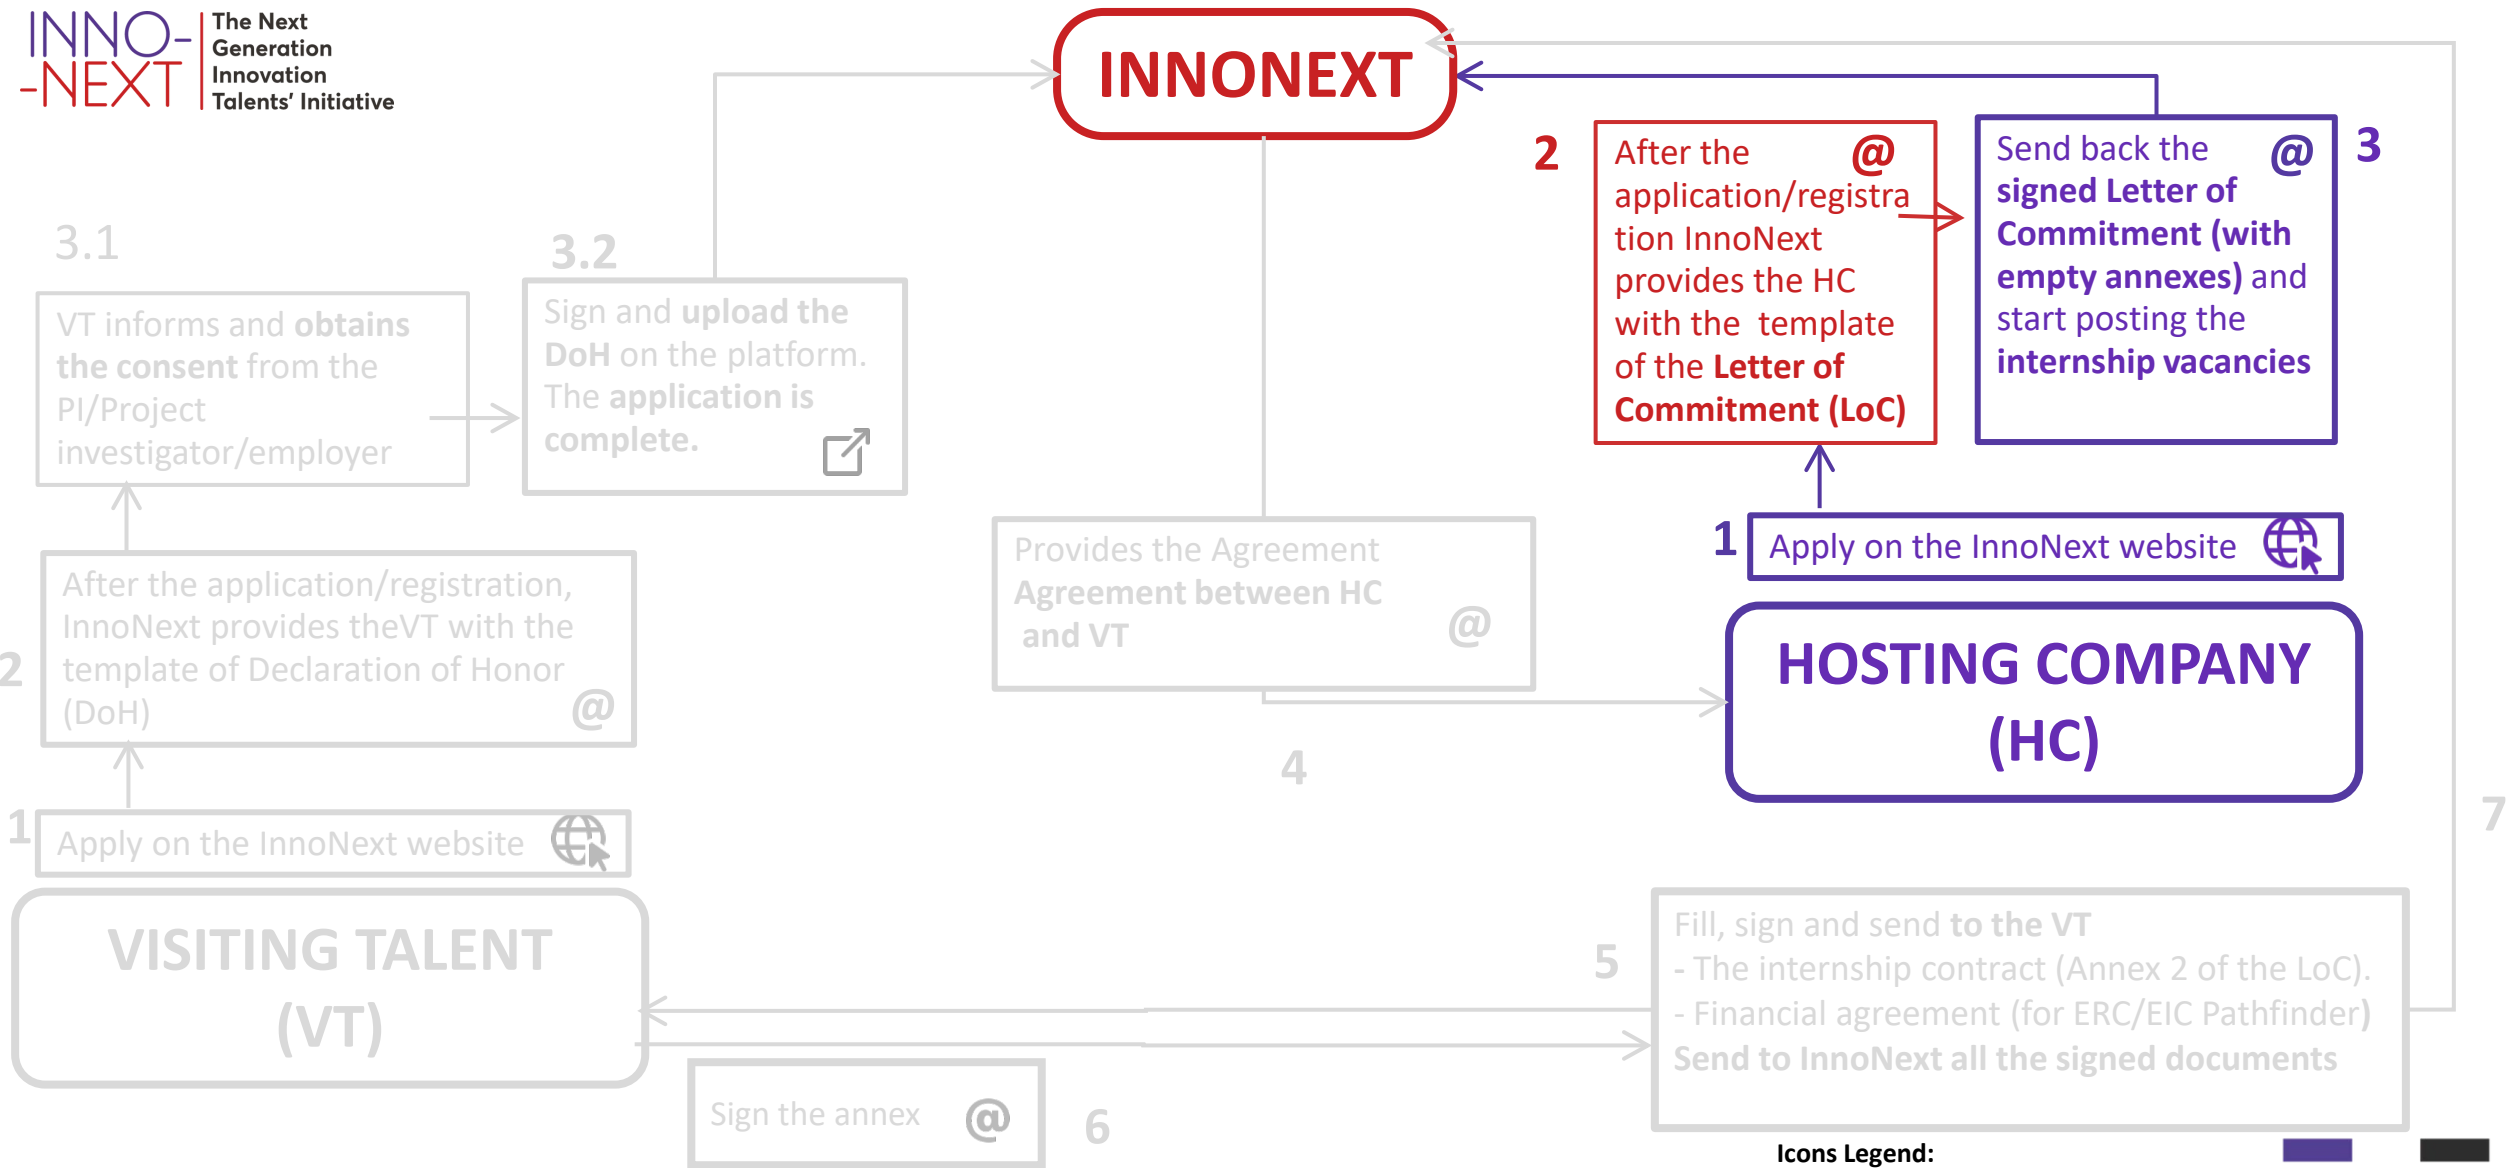 INNO-
-NEXT
The Next
Generation
Innovation
Talents' Initiative
INNONEXT
2
After the @
application/registra
tion InnoNext
provides the HC
with the  template
of the Letter of
Commitment (LoC)
Send back the @
signed Letter of
Commitment (with
empty annexes) and
start posting the
internship vacancies
3
3.1
VT informs and obtains
the consent from the
PI/Project
investigator/employer
3.2
Sign and upload the
DoH on the platform.
The application is
complete.
1
Apply on the InnoNext website
HOSTING COMPANY
(HC)
Provides the Agreement
Agreement between HC
and VT @
4
2
After the application/registration,
InnoNext provides theVT with the
template of Declaration of Honor
(DoH) @
1
Apply on the InnoNext website
VISITING TALENT
(VT)
7
5
Fill, sign and send to the VT
- The internship contract (Annex 2 of the LoC).
- Financial agreement (for ERC/EIC Pathfinder)
Send to InnoNext all the signed documents
Sign the annex @
6
Icons Legend: